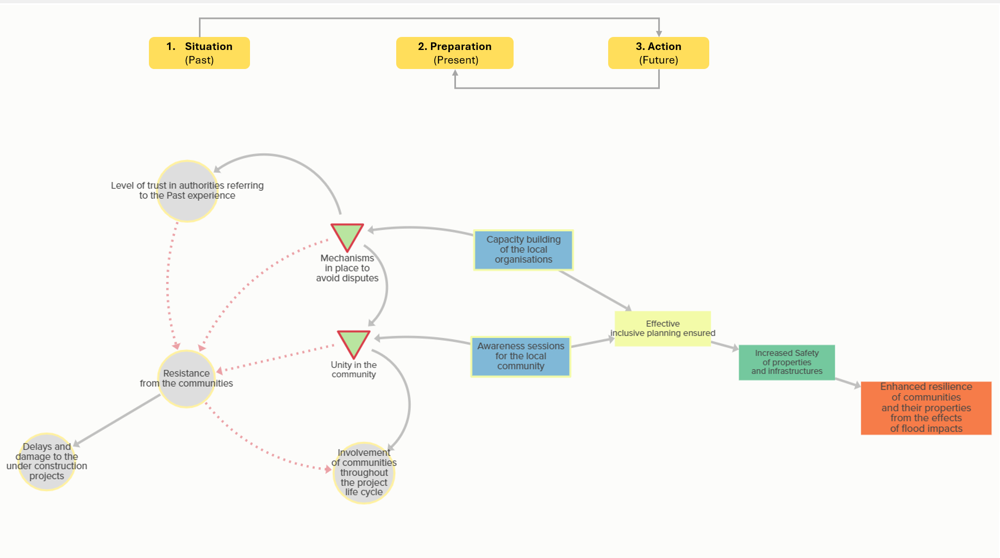 1. Situation
(Past)
2. Preparation
(Present)
3. Action
(Future)
Level of trust in authorities referring
to the Past experience
Mechanisms
in place to
avoid disputes
Capacity building
of the local
organisations
Effective
inclusive planning ensured
Unity in the
community
Awareness sessions
for the local
community
Increased Safety
of properties
and infrastructures
Resistance
from the communities
Enhanced resilience
of communities
and their properties
from the effects
of flood impacts
Delays and
damage to the
under construction
projects
Involvement
of communities
throughout
the project
life cycle